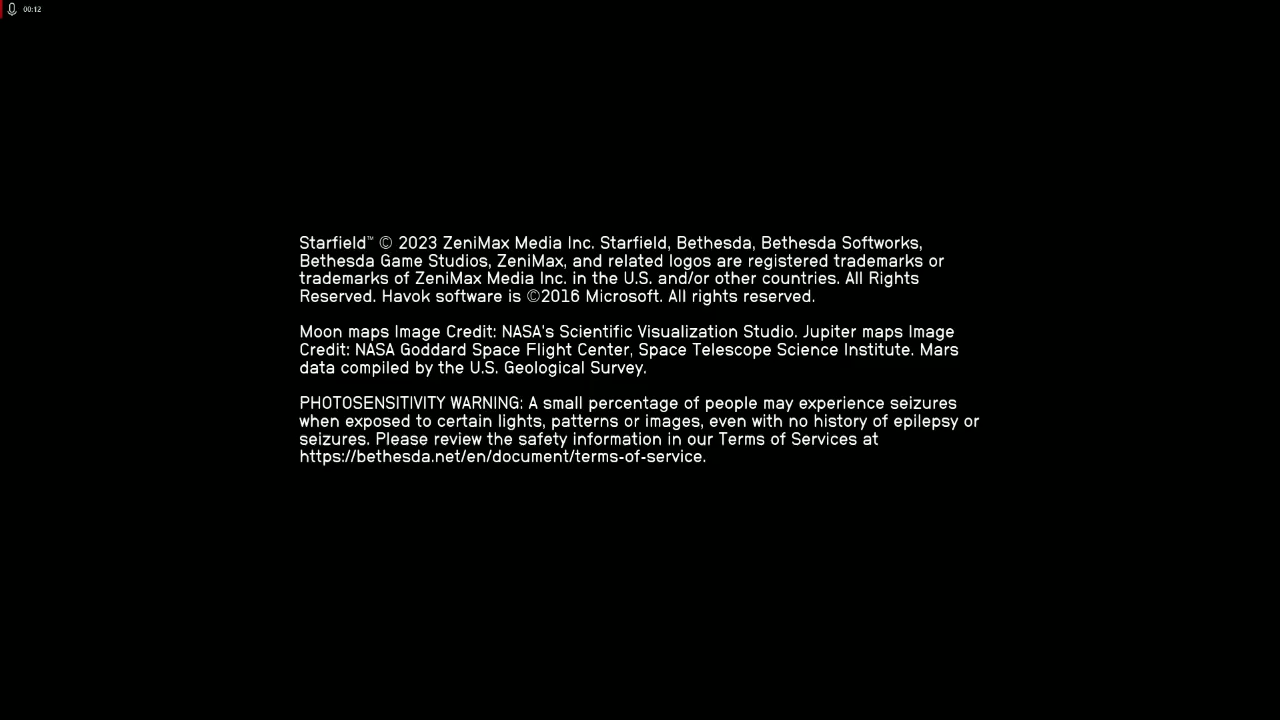 00:12
Starfield™ © 2023 ZeniMax Media Inc. Starfield, Bethesda, Bethesda Softworks,
Bethesda Game Studios, ZeniMax, and related logos are registered trademarks or
trademarks of ZeniMax Media Inc. in the U.S. and/or other countries. All Rights
Reserved. Havok software is ©2016 Microsoft. All rights reserved.
Moon maps Image Credit: NASA's Scientific Visualization Studio. Jupiter maps Image
Credit: NASA Goddard Space Flight Center, Space Telescope Science Institute. Mars
data compiled by the U.S. Geological Survey.
PHOTOSENSITIVITY WARNING: A small percentage of people may experience seizures
when exposed to certain lights, patterns or images, even with no history of epilepsy or
seizures. Please review the safety information in our Terms of Services at
https://bethesda.net/en/document/terms-of-service.